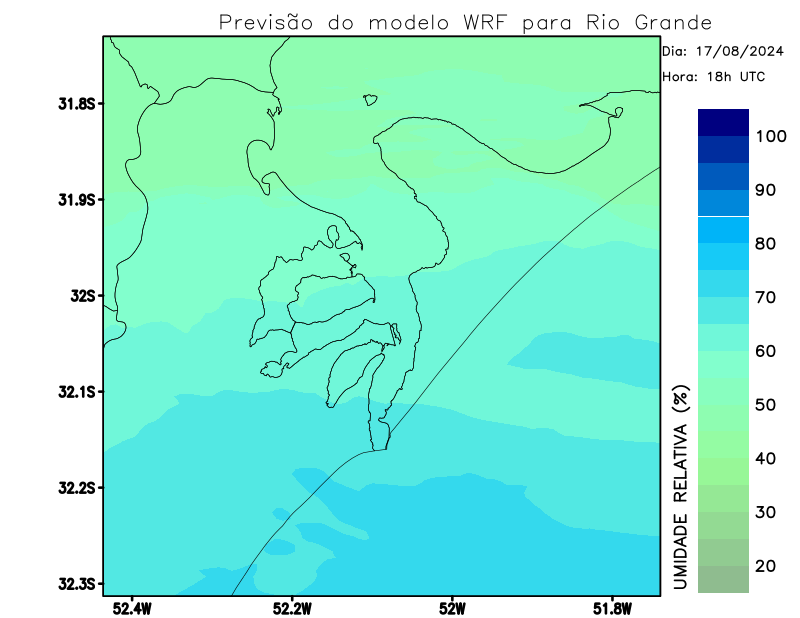 Previsão do modelo WRF para Rio Grande
Dia: 17/08/2024
Hora: 18h UTC
31.8S
31.9S
32S
32.1S
32.2S
32.3S
52.4W
52.2W
52W
51.8W
100
90
80
70
60
50
40
30
20
UMIDADE RELATIVA (%)